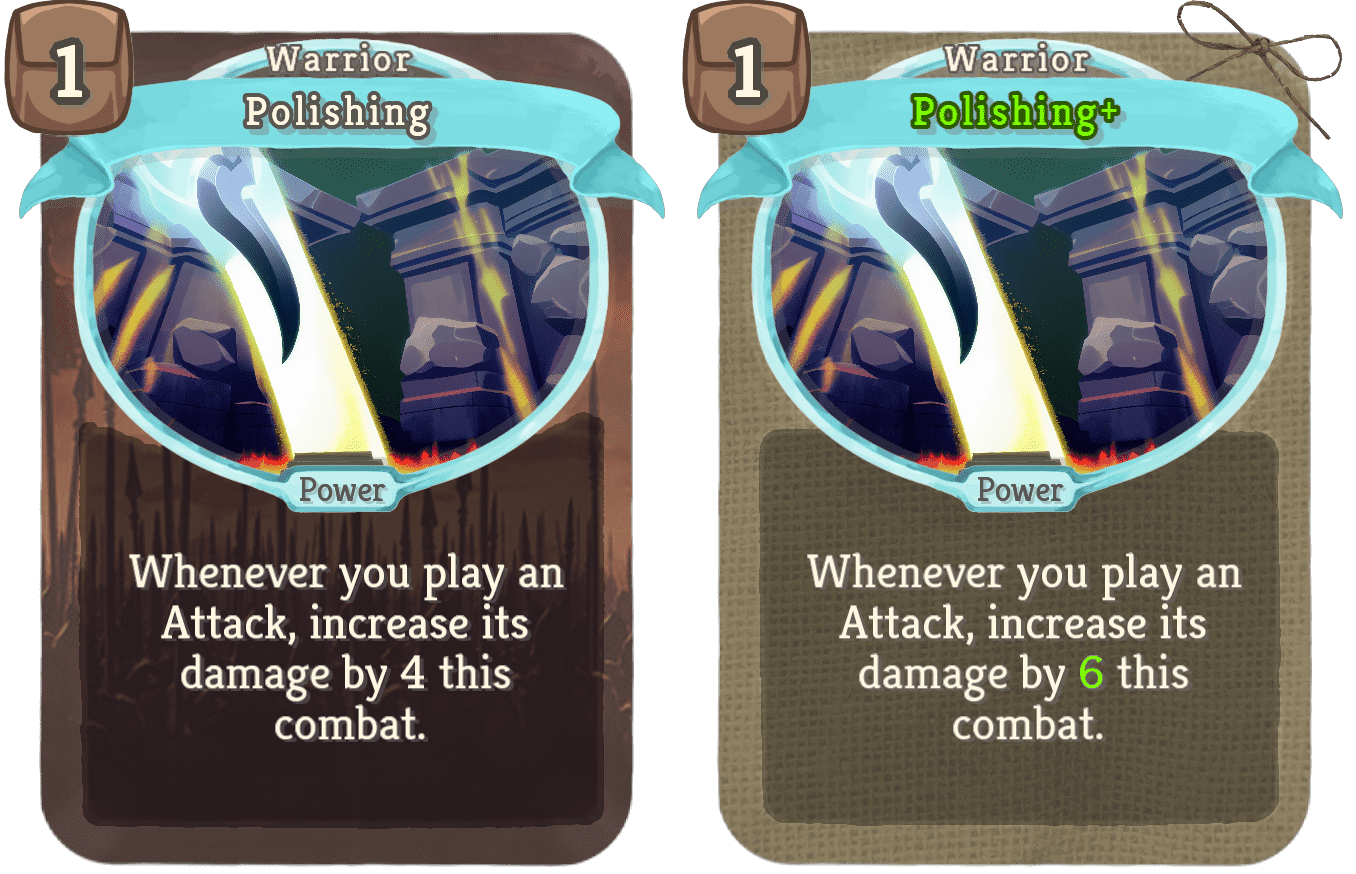 1
Warrior
Polishing
Power
Whenever you play an
Attack, increase its
damage by 4 this
combat.
1
Warrior
Polishing+
Power
Whenever you play an
Attack, increase its
damage by 6 this
combat.